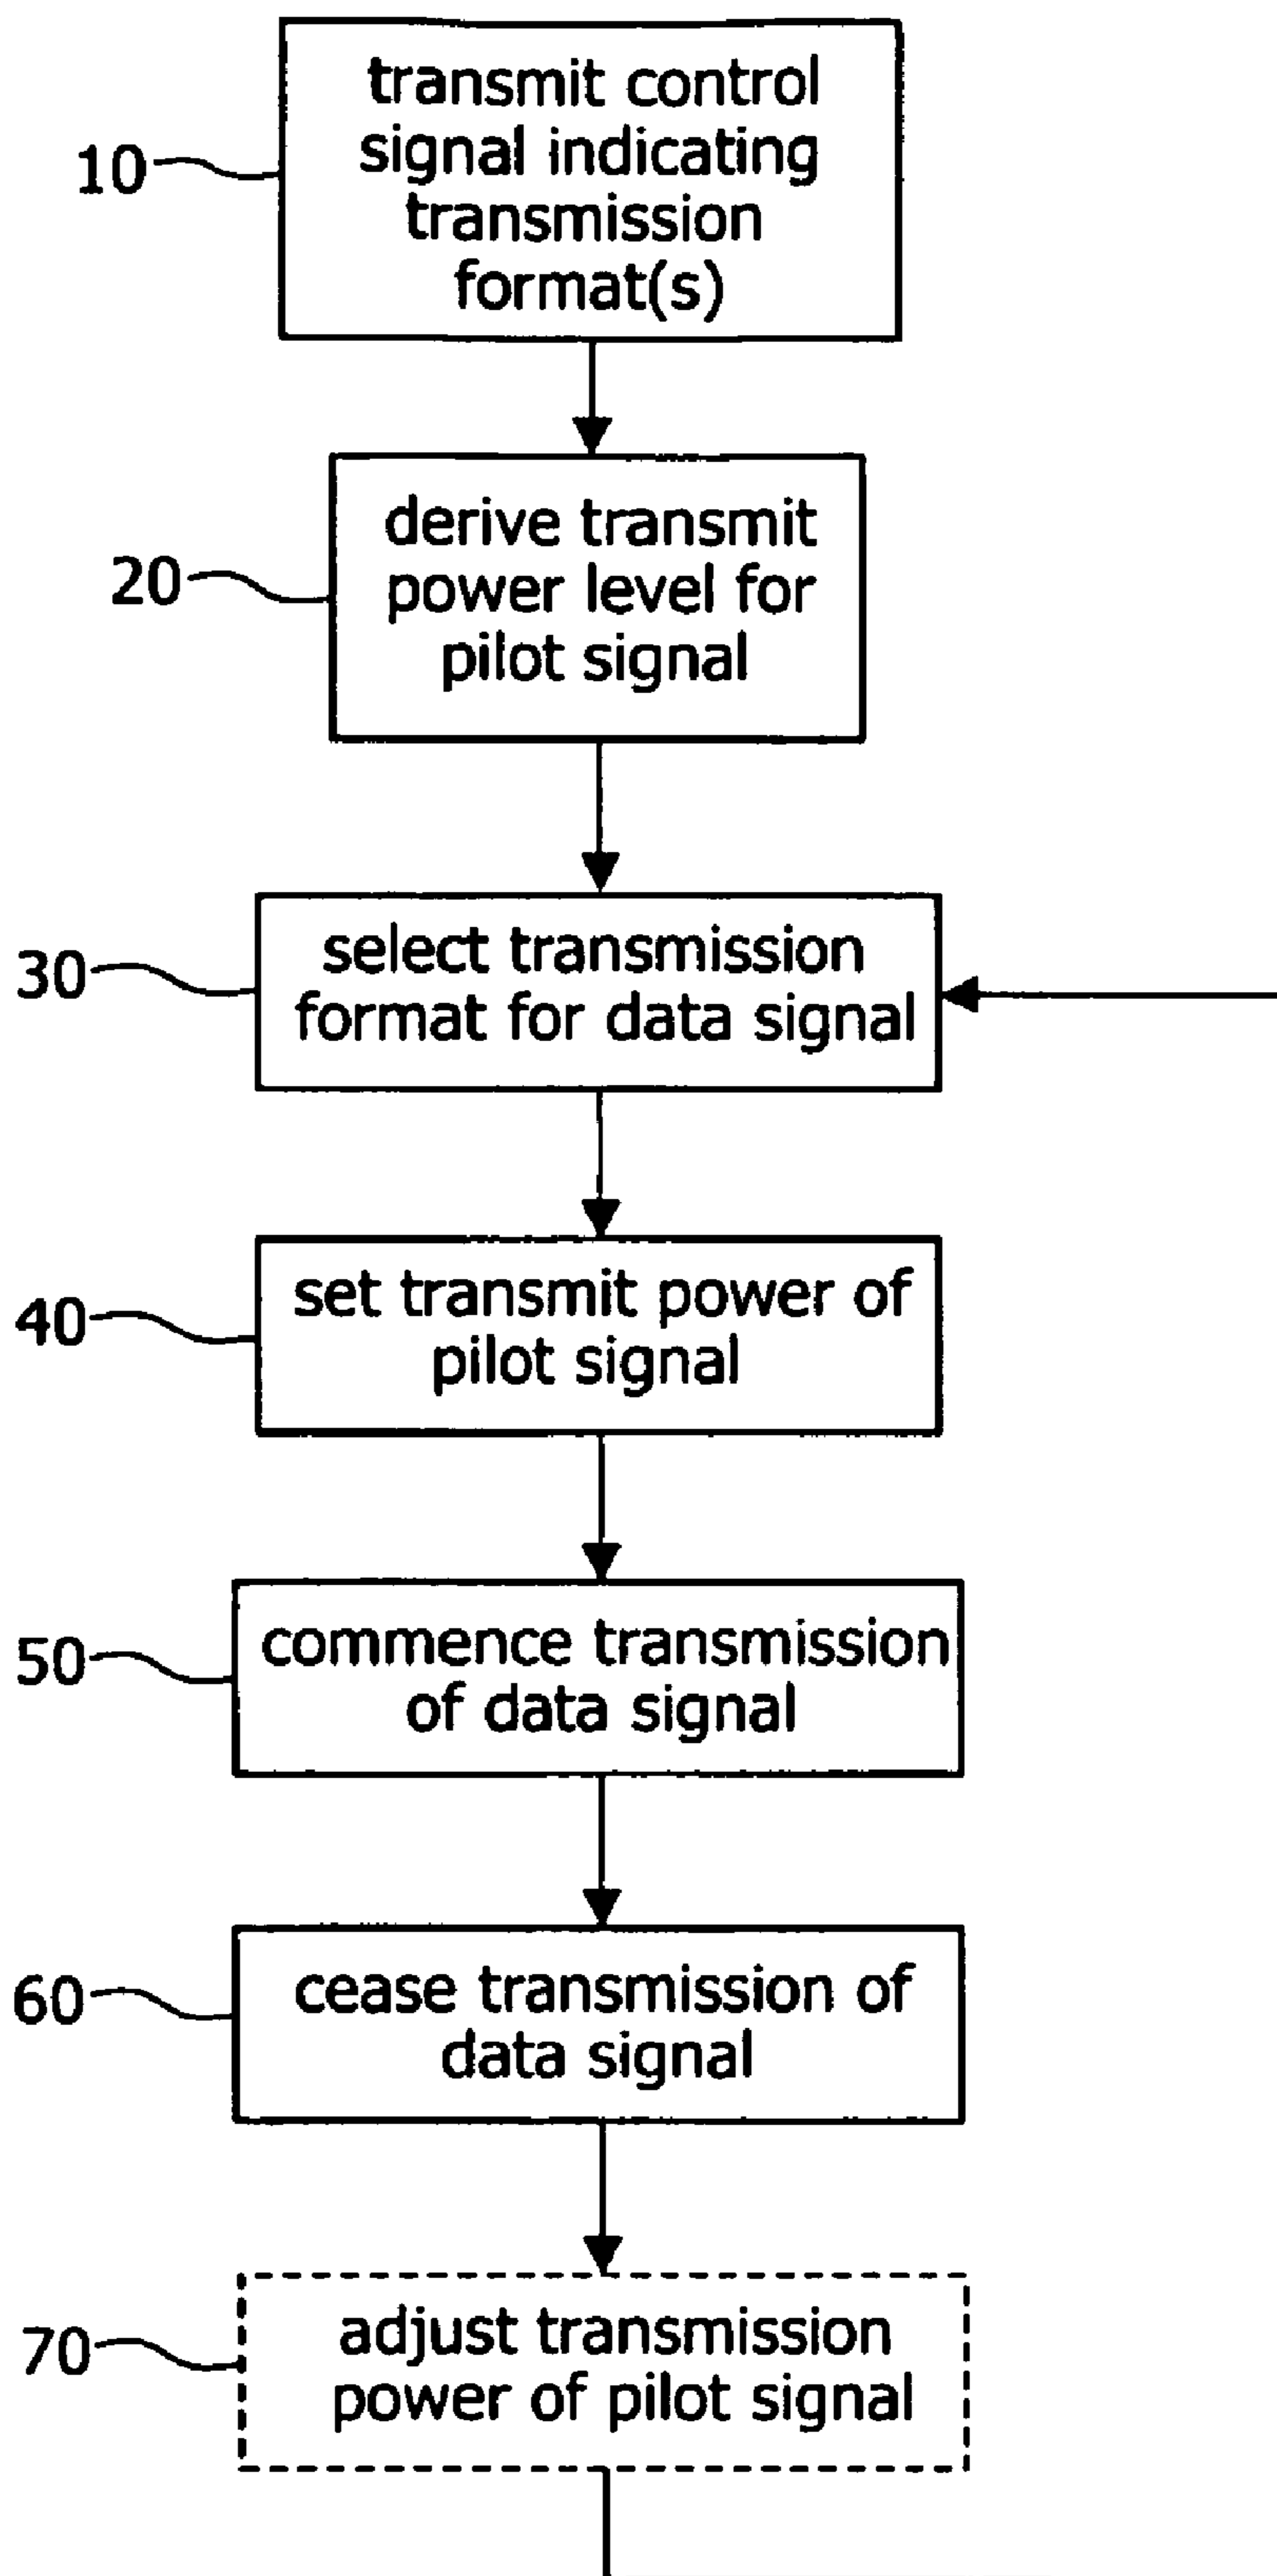 transmit control
signal indicating
transmission
format(s)
10
derive transmit
power level for
pilot signal
20
select transmission
format for data signal
30
set transmit power of
pilot signal
40
commence transmission
of data signal
50
cease transmission of
data signal
60
adjust transmission
power of pilot signal
70